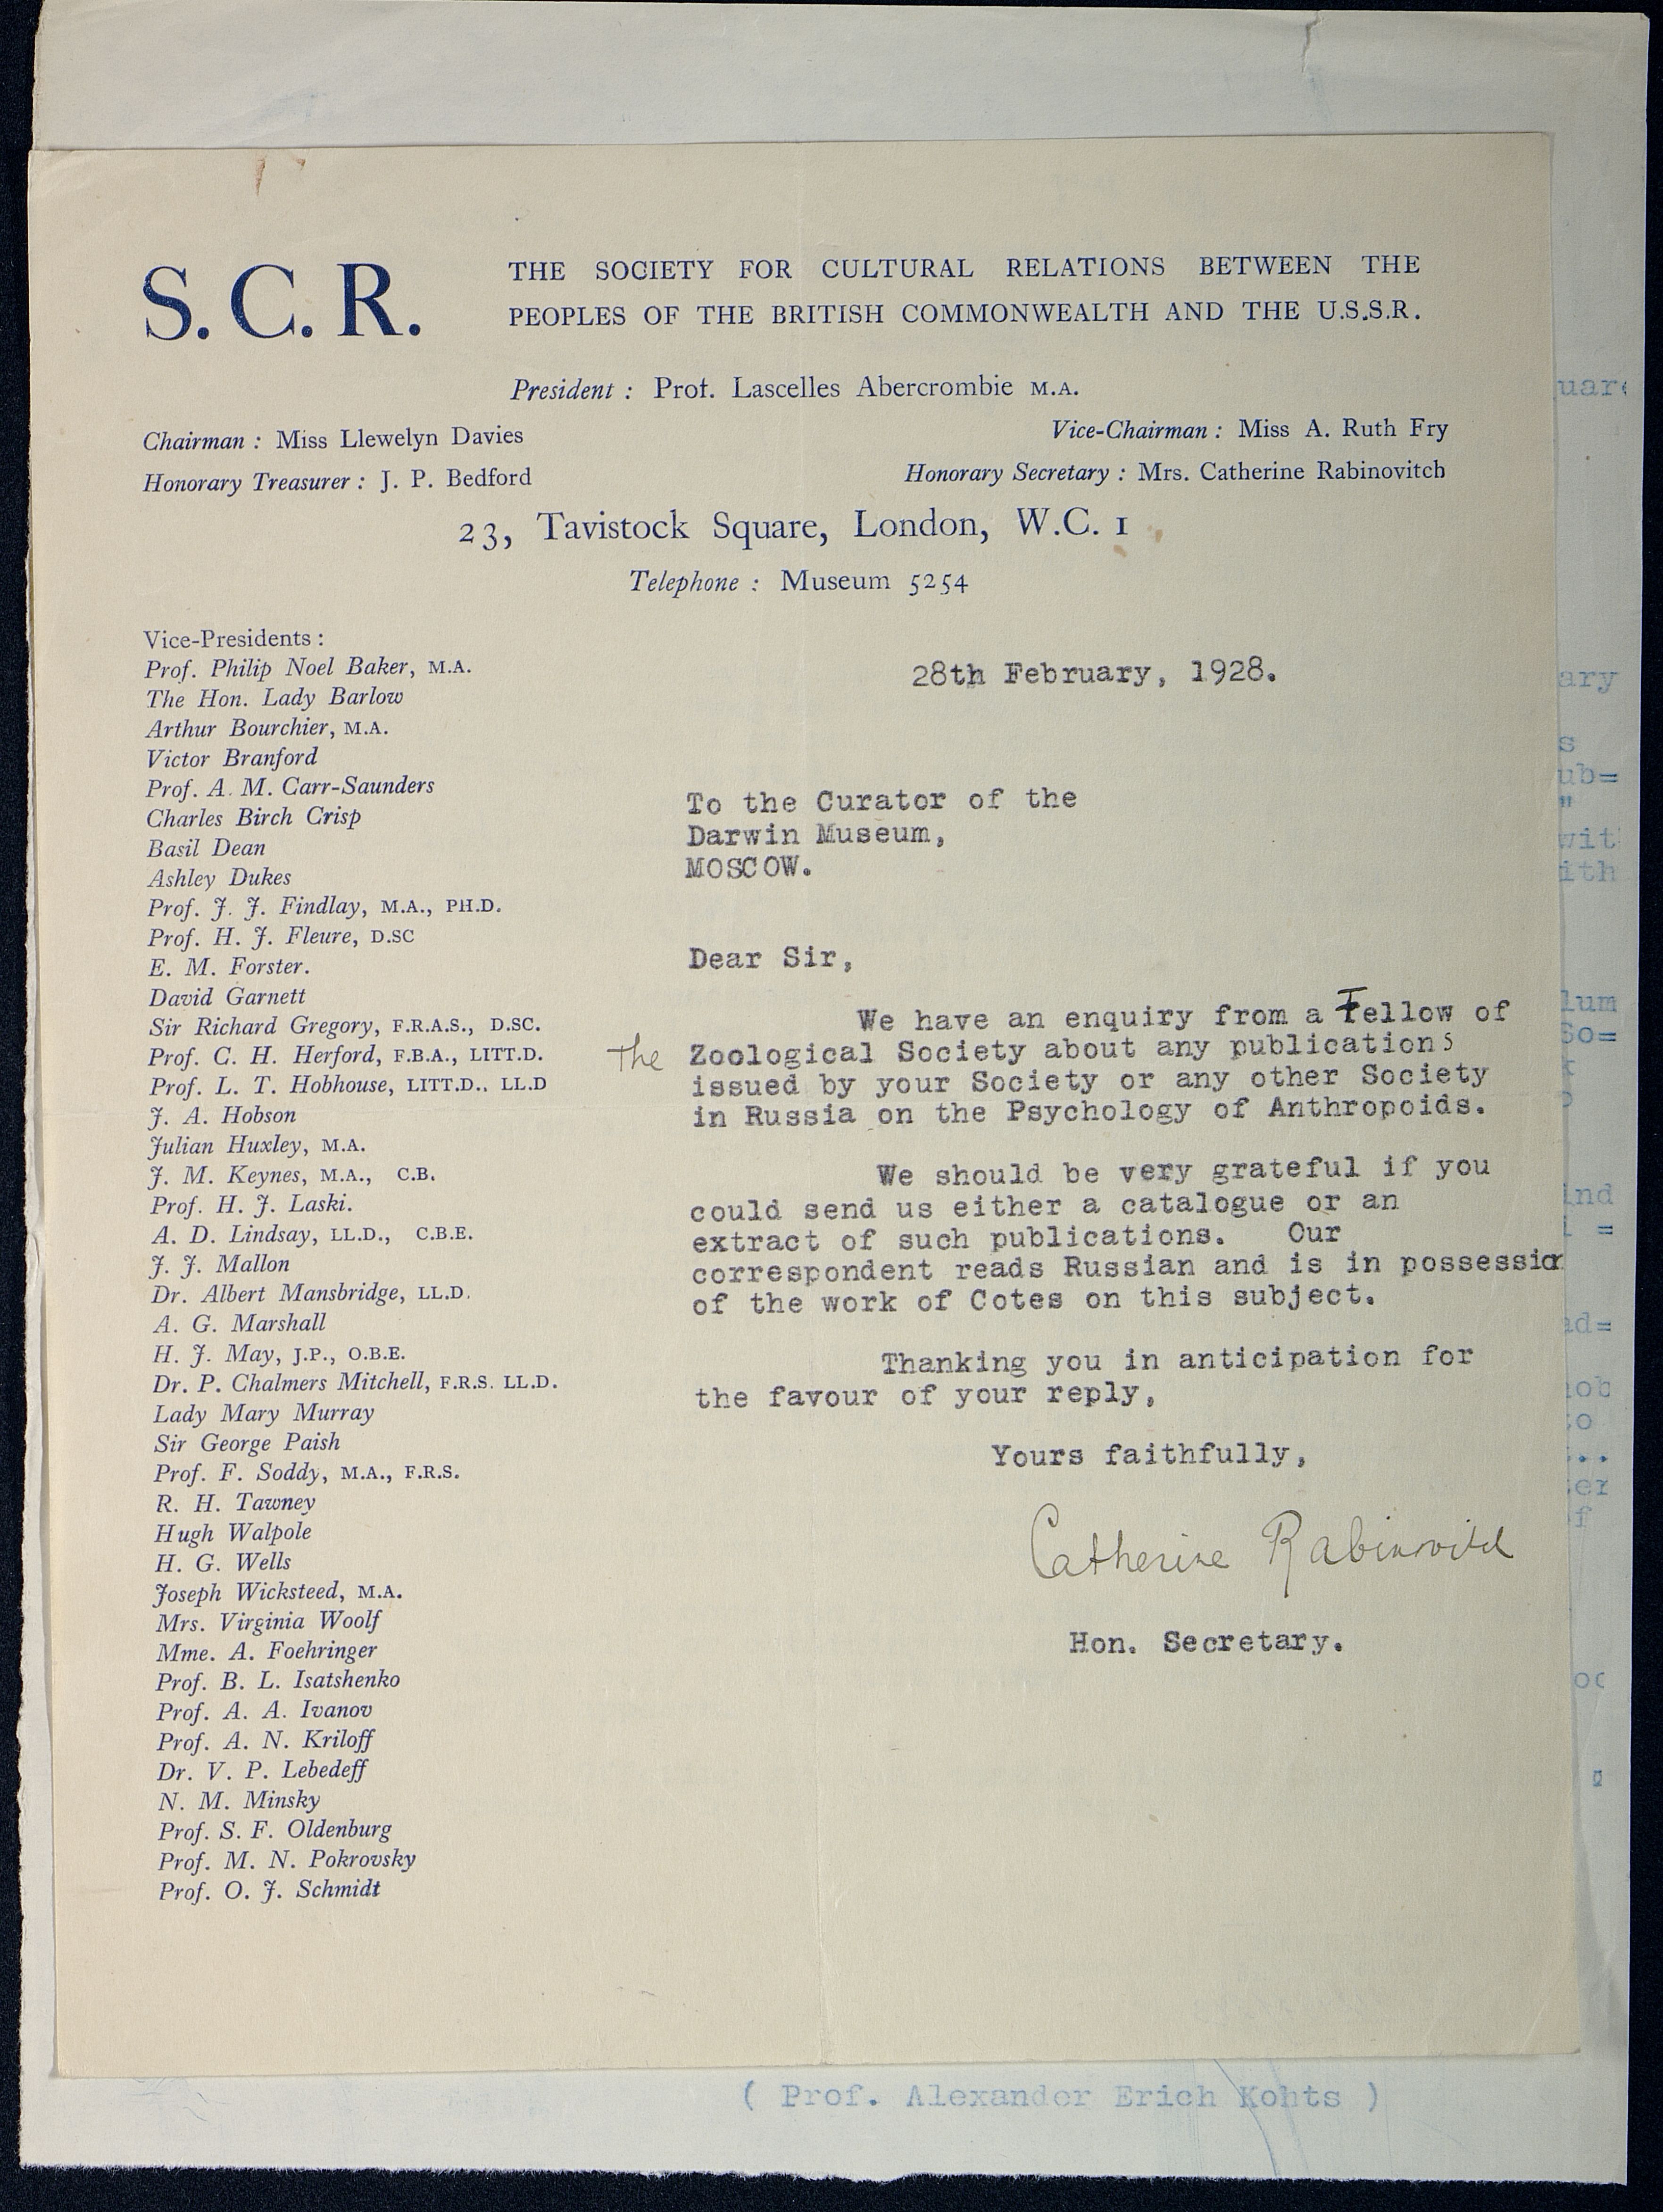 S.C.R.
THE SOCIETY FOR CULTURAL RELATIONS BETWEEN THE
PEOPLES OF THE BRITISH COMMONWEALTH AND THE U.S.S.R.
President : Prof. Lascelles Abercrombie M.A.
Chairman : Miss Llewelyn Davies
Vice-Chairman : Miss A. Ruth Fry
Honorary Treasurer : J. P. Bedford
Honorary Secretary : Mrs. Catherine Rabinovitch
23, Tavistock Square, London, W.C. 1
Telephone : Museum 5254
Vice-Presidents :
Prof. Philip Noel Baker, M.A.
The Hon. Lady Barlow
Arthur Bourchier, M.A.
Victor Branford
Prof. A. M. Carr-Saunders
Charles Birch Crisp
Basil Dean
Ashley Dukes
Prof. J. J. Findlay, M.A., PH.D.
Prof. H. J. Fleure, D.SC
E. M. Forster.
David Garnett
Sir Richard Gregory, F.R.A.S., D.SC.
Prof. C. H. Herford, F.B.A., LITT.D.
Prof. L. T. Hobhouse, LITT.D., LL.D
J. A. Hobson
Julian Huxley, M.A.
J. M. Keynes, M.A., C.B.
Prof. H. J. Laski.
A. D. Lindsay, LL.D., C.B.E.
J. J. Mallon
Dr. Albert Mansbridge, LL.D.
A. G. Marshall
H. J. May, J.P., O.B.E.
Dr. P. Chalmers Mitchell, F.R.S. LL.D.
Lady Mary Murray
Sir George Paish
Prof. F. Soddy, M.A., F.R.S.
R. H. Tawney
Hugh Walpole
H. G. Wells
Joseph Wicksteed, M.A.
Mrs. Virginia Woolf
Mme. A. Foehringer
Prof. B. L. Isatshenko
Prof. A. A. Ivanov
Prof. A. N. Kriloff
Dr. V. P. Lebedeff
N. M. Minsky
Prof. S. F. Oldenburg
Prof. M. N. Pokrovsky
Prof. O. J. Schmidt
28th February, 1928.
To the Curator of the
Darwin Museum,
MOSCOW.
Dear Sir,
We have an enquiry from a Fellow of
the Zoological Society about any publications
issued by your Society or any other Society
in Russia on the Psychology of Anthropoids.
We should be very grateful if you
could send us either a catalogue or an
extract of such publications. Our
correspondent reads Russian and is in possession
of the work of Cotes on this subject.
Thanking you in anticipation for
the favour of your reply,
Yours faithfully,
Catherine Rabinovitch
Hon. Secretary.
( Prof. Alexander Erich Kohts )